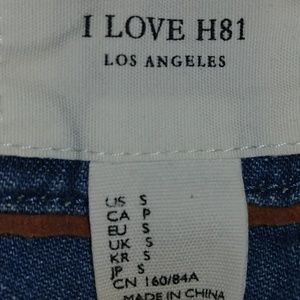 I LOVE H81
LOS ANGELES
US S
CA P
EU S
UK S
KR S
JP S
CN 160/84A
MADE IN CHINA